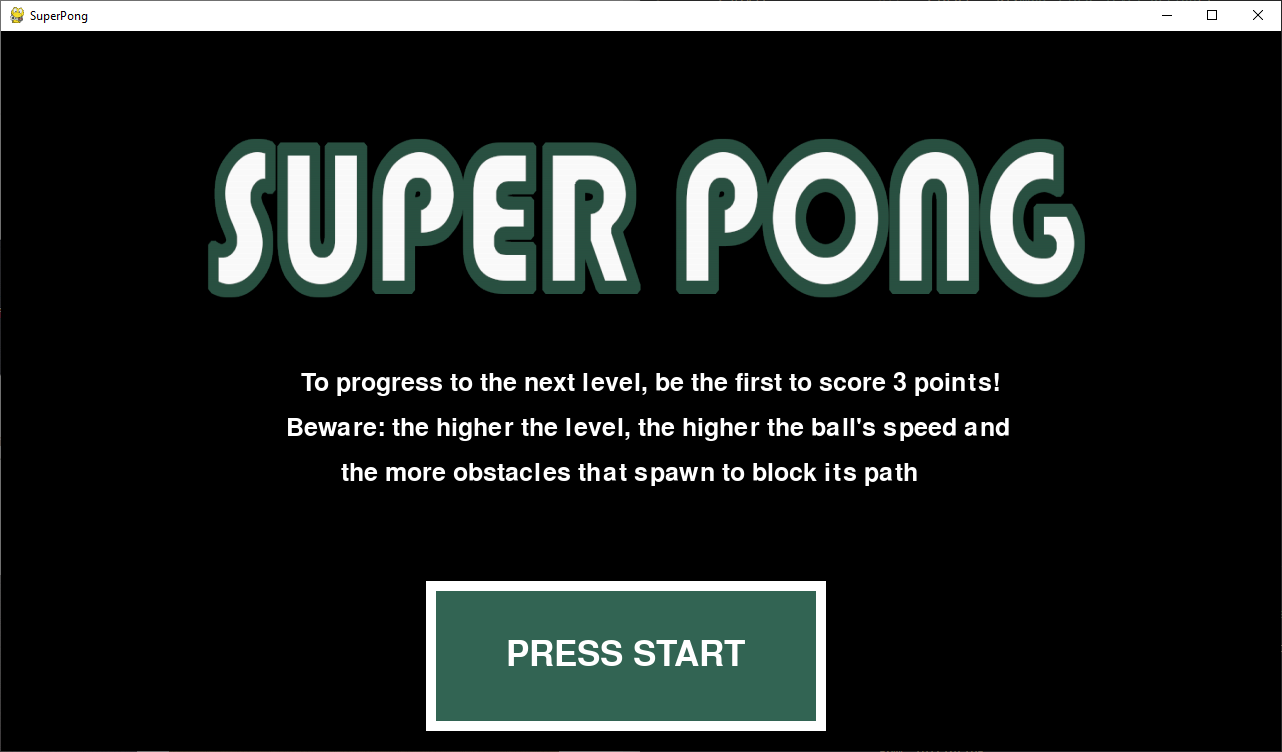 SuperPong
SUPER PONG
To progress to the next level, be the first to score 3 points!
Beware: the higher the level, the higher the ball's speed and
the more obstacles that spawn to block its path
PRESS START